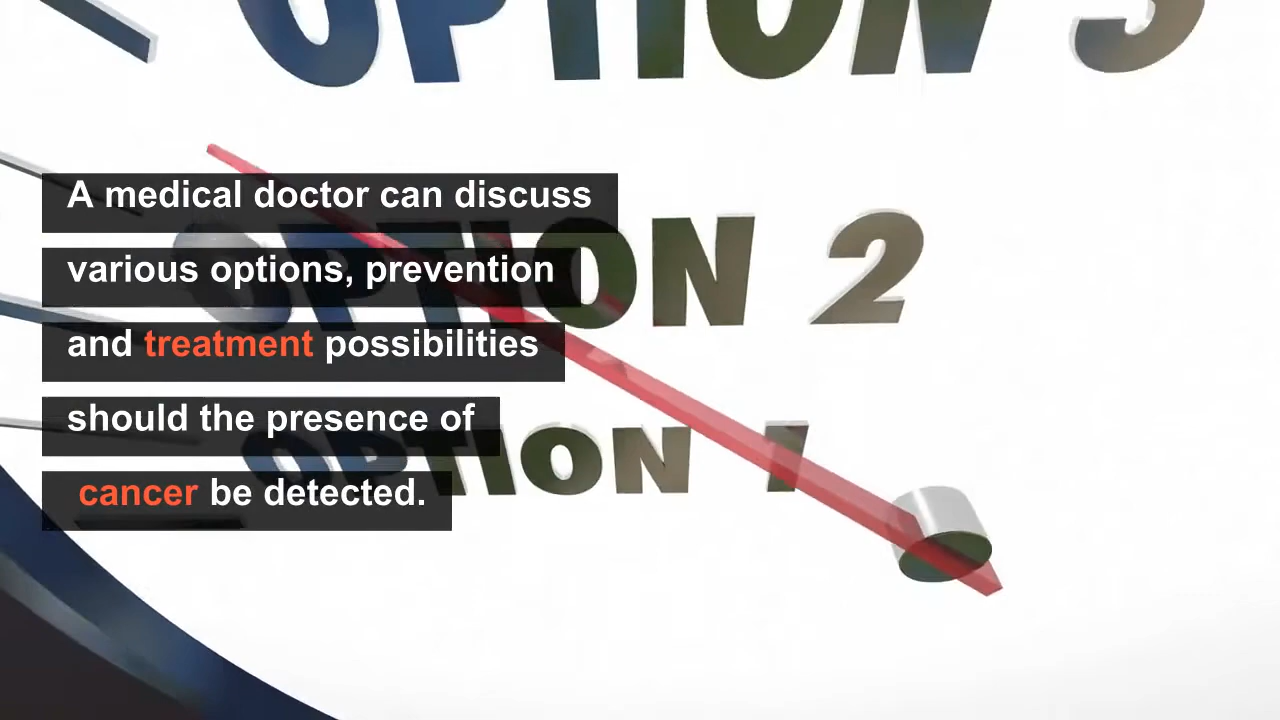 OPTION 3
A medical doctor can discuss
various options, prevention
OPTION 2
and treatment possibilities
should the presence of
OPTION 1
cancer be detected.